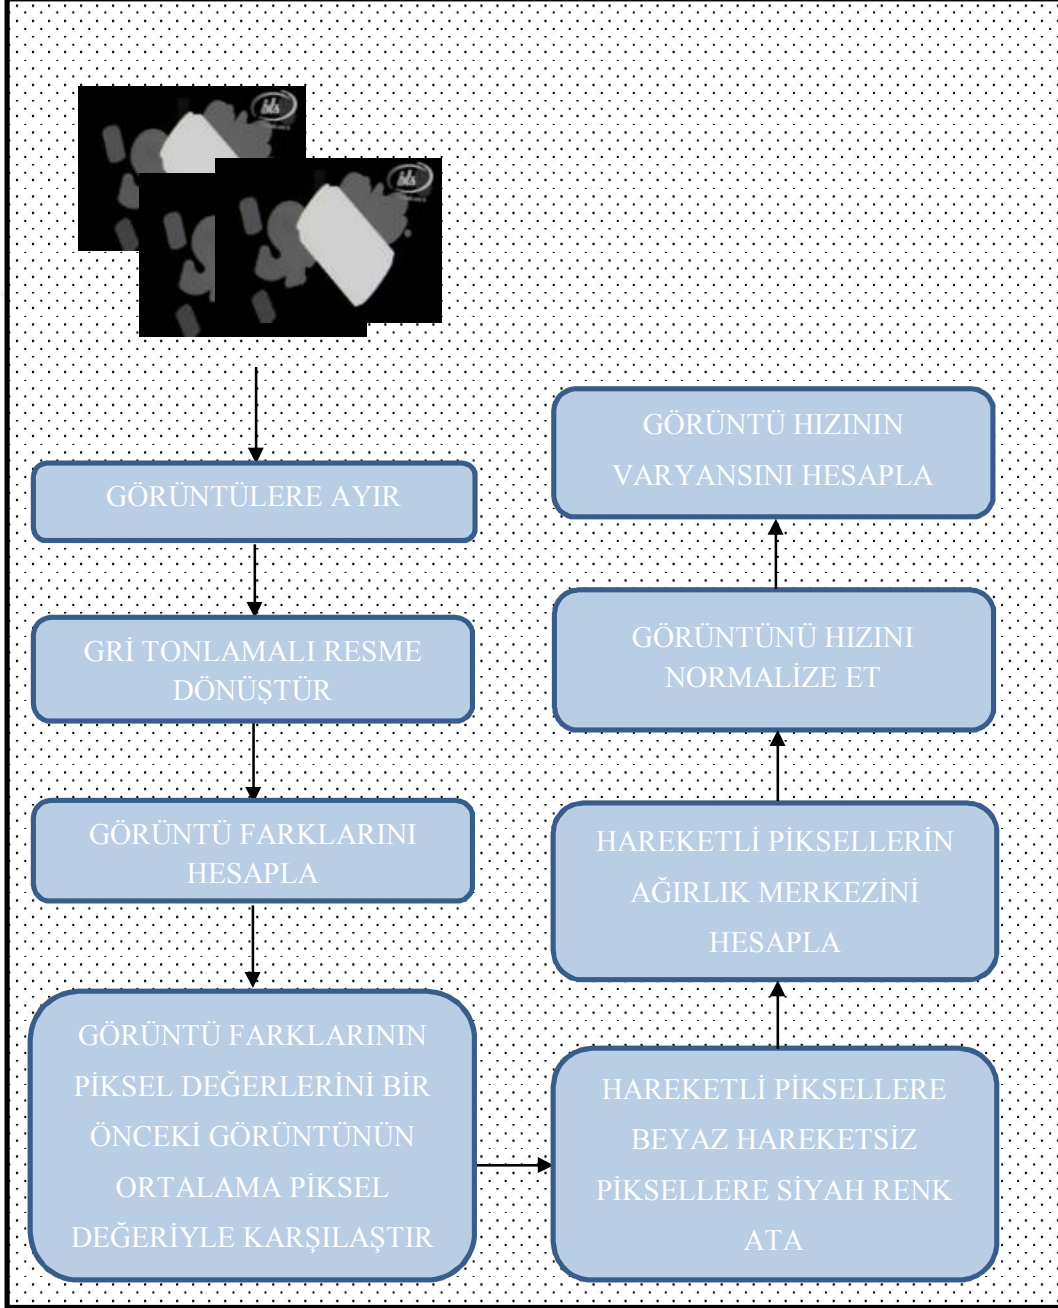 GÖRÜNTÜLERE AYIR
GRİ TONLAMALI RESME
DÖNÜŞTÜR
GÖRÜNTÜ FARKLARINI
HESAPLA
GÖRÜNTÜ FARKLARININ
PİKSEL DEĞERLERİNİ BİR
ÖNCEKİ GÖRÜNTÜNÜN
ORTALAMA PİKSEL
DEĞERİYLE KARŞILAŞTIR
HAREKETLİ PİKSELLERE
BEYAZ HAREKETSİZ
PİKSELLERE SİYAH RENK
ATA
HAREKETLİ PİKSELLERİN
AĞIRLIK MERKEZİNİ
HESAPLA
GÖRÜNTÜNÜ HIZINI
NORMALİZE ET
GÖRÜNTÜ HIZININ
VARYANSINI HESAPLA